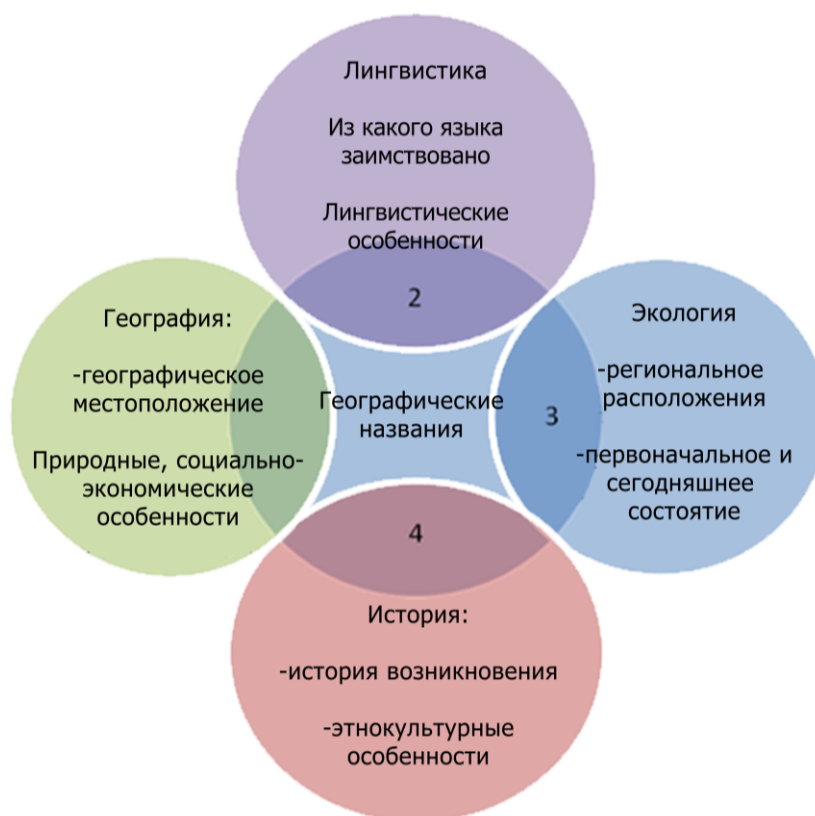 Лингвистика
Из какого языка
заимствовано
Лингвистические
особенности
2
География:
-географическое
местоположение
Природные, социально-
экономические
особенности
Географические
названия
3
Экология
-региональное
расположения
-первоначальное и
сегодняшнее
состоятие
4
История:
-история возникновения
-этнокультурные
особенности